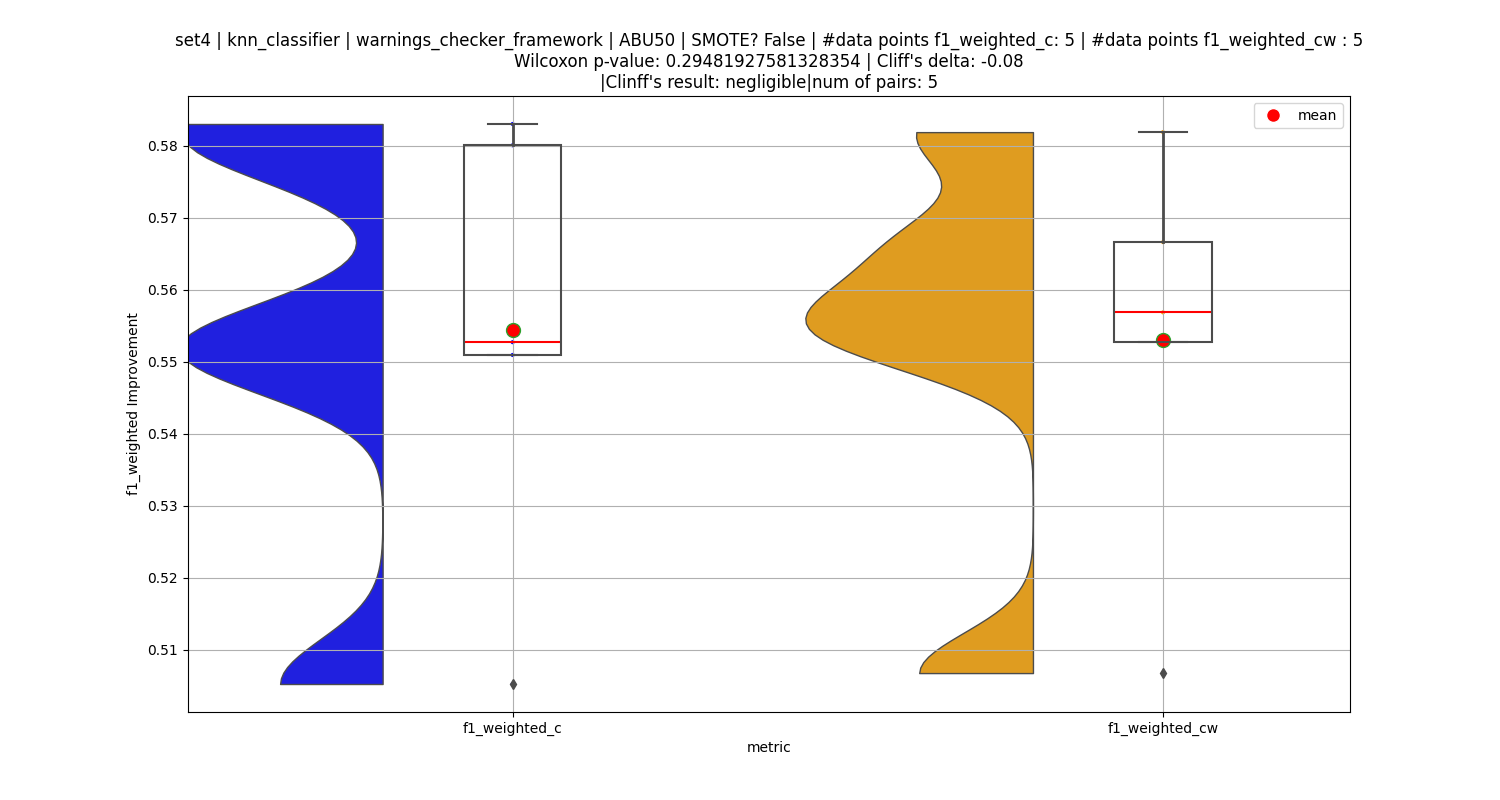 set4 | knn_classifier | warnings_checker_framework | ABU50 | SMOTE? False | #data points f1_weighted_c: 5 | #data points f1_weighted_cw : 5
Wilcoxon p-value: 0.29481927581328354 | Cliff's delta: -0.08
|Clinff's result: negligible|num of pairs: 5
mean
0.58
0.57
0.56
0.55
0.54
0.53
0.52
0.51
f1_weighted Improvement
f1_weighted_c
f1_weighted_cw
metric